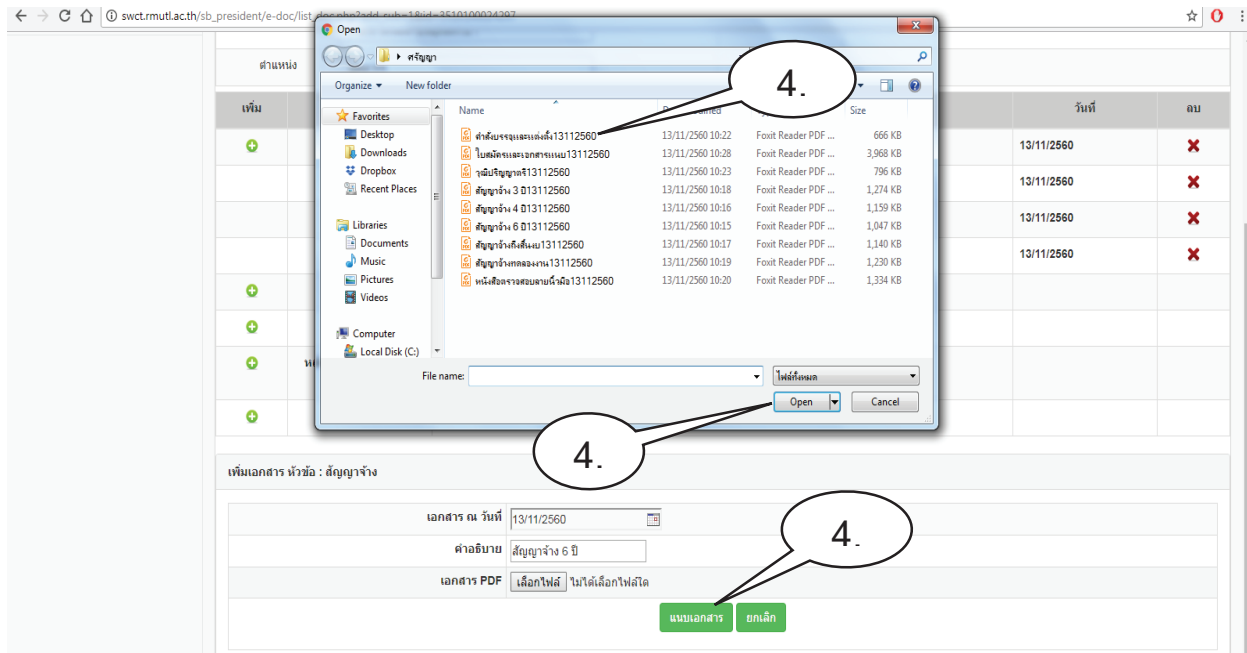 swct.rmutl.ac.th/sb_president/e-doc/list_doc.php?add_sub=1&id=3510100024297
Open
ศรัญญา
ตำแหน่ง
Organize New folder
4.
เพิ่ม วันที่ ลบ
Name Size
Favorites
Desktop
Downloads
Dropbox
Recent Places
Libraries
Documents
Music
Pictures
Videos
Computer
Local Disk (C:)
คำสั่งบรรจุและแต่งตั้ง13112560 13/11/2560 10:22 Foxit Reader PDF ... 666 KB
ใบสมัครและเอกสารแนบ13112560 13/11/2560 10:28 Foxit Reader PDF ... 3,968 KB
วุฒิปริญญาตรี13112560 13/11/2560 10:23 Foxit Reader PDF ... 796 KB
สัญญาจ้าง 3 ปี13112560 13/11/2560 10:18 Foxit Reader PDF ... 1,274 KB
สัญญาจ้าง 4 ปี13112560 13/11/2560 10:16 Foxit Reader PDF ... 1,159 KB
สัญญาจ้าง 6 ปี13112560 13/11/2560 10:15 Foxit Reader PDF ... 1,047 KB
สัญญาจ้างถึงสิ้นงบ13112560 13/11/2560 10:17 Foxit Reader PDF ... 1,140 KB
สัญญาจ้างทดลองงาน13112560 13/11/2560 10:19 Foxit Reader PDF ... 1,230 KB
หนังสือตรวจสอบลายนิ้วมือ13112560 13/11/2560 10:20 Foxit Reader PDF ... 1,334 KB
13/11/2560
13/11/2560
13/11/2560
13/11/2560
File name: ไฟล์ทั้งหมด
Open Cancel
4.
เพิ่มเอกสาร หัวข้อ : สัญญาจ้าง
เอกสาร ณ วันที่ 13/11/2560
4.
คำอธิบาย สัญญาจ้าง 6 ปี
เอกสาร PDF เลือกไฟล์ ไม่ได้เลือกไฟล์ใด
แนบเอกสาร ยกเลิก